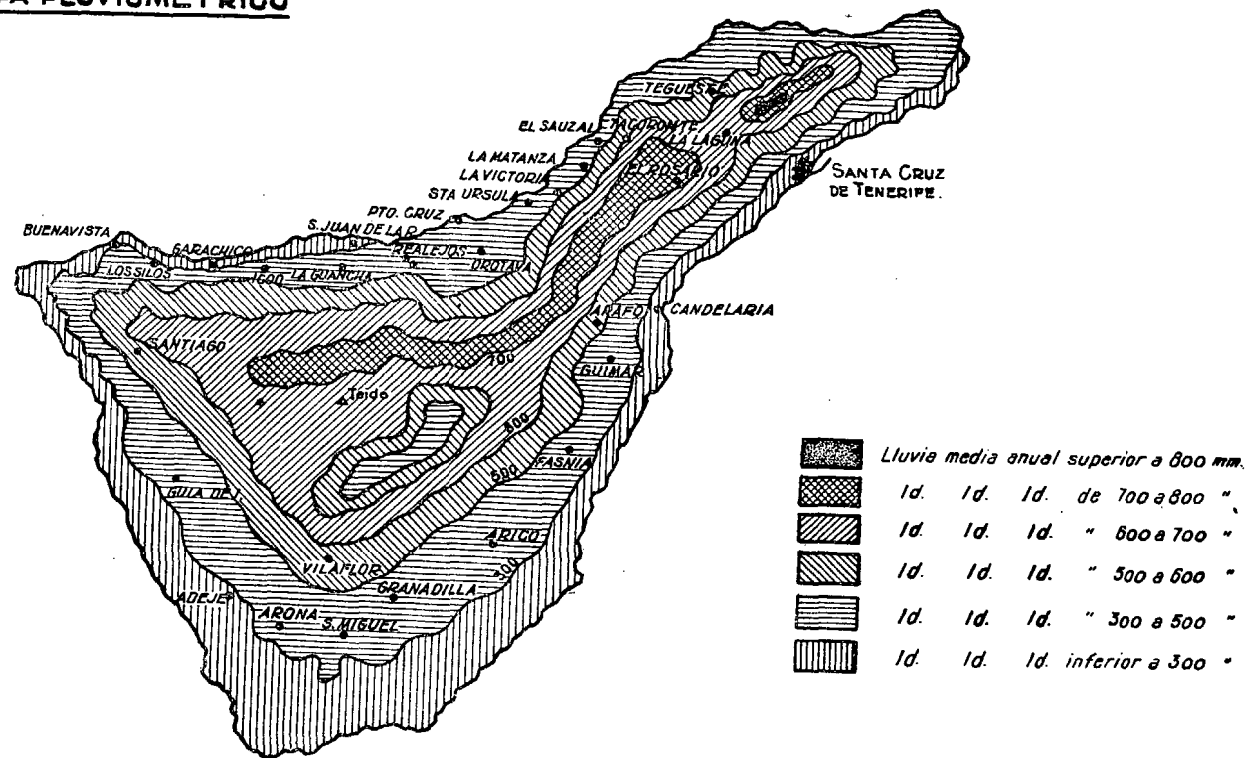 PLUVIOMETRICO
TEGUESTE
EL SAUZAL
TACORONTE
LA LAGUNA
LA MATANZA
LA VICTORIA
EL ROSARIO
SANTA CRUZ
DE TENERIFE.
STA URSULA
PTO. CRUZ
S. JUAN DE LA R.
BUENAVISTA
GARACHICO
REALEJOS
OROTAVA
LOS SILOS
LA GUANCHA
ARAFO
CANDELARIA
SANTIAGO
700
GUIMAR
Teide
500
FASNIA
GUIA DE I.
ARICO
300
VILAFLOR
GRANADILLA
ADEJE
ARONA
S. MIGUEL
Lluvia media anual superior a 800 mm.
Id. Id. Id. de 700 a 800 "
Id. Id. Id. " 600 a 700 "
Id. Id. Id. " 500 a 600 "
Id. Id. Id. " 300 a 500 "
Id. Id. Id. inferior a 300 "